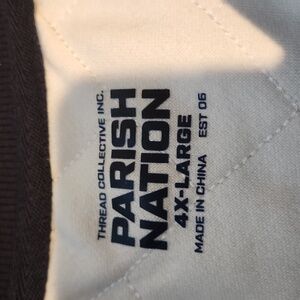 THREAD COLLECTIVE INC.
PARISH
NATION
4X-LARGE
MADE IN CHINA EST 06